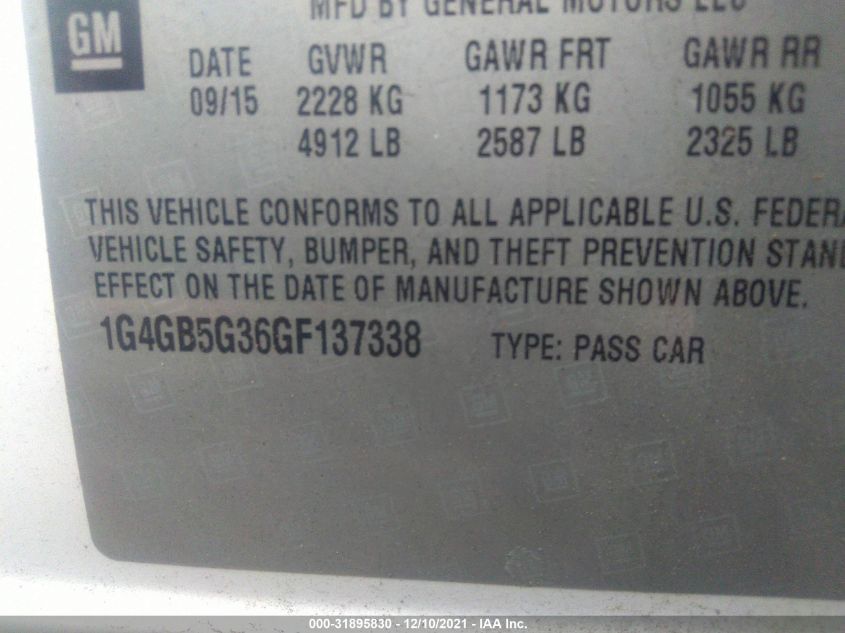 MFD BY GENERAL MOTORS LLC
GM
DATE GVWR GAWR FRT GAWR RR
09/15 2228 KG 1173 KG 1055 KG
4912 LB 2587 LB 2325 LB
THIS VEHICLE CONFORMS TO ALL APPLICABLE U.S. FEDERA
VEHICLE SAFETY, BUMPER, AND THEFT PREVENTION STAND
EFFECT ON THE DATE OF MANUFACTURE SHOWN ABOVE.
1G4GB5G36GF137338 TYPE: PASS CAR
000-31895830 - 12/10/2021 - IAA Inc.